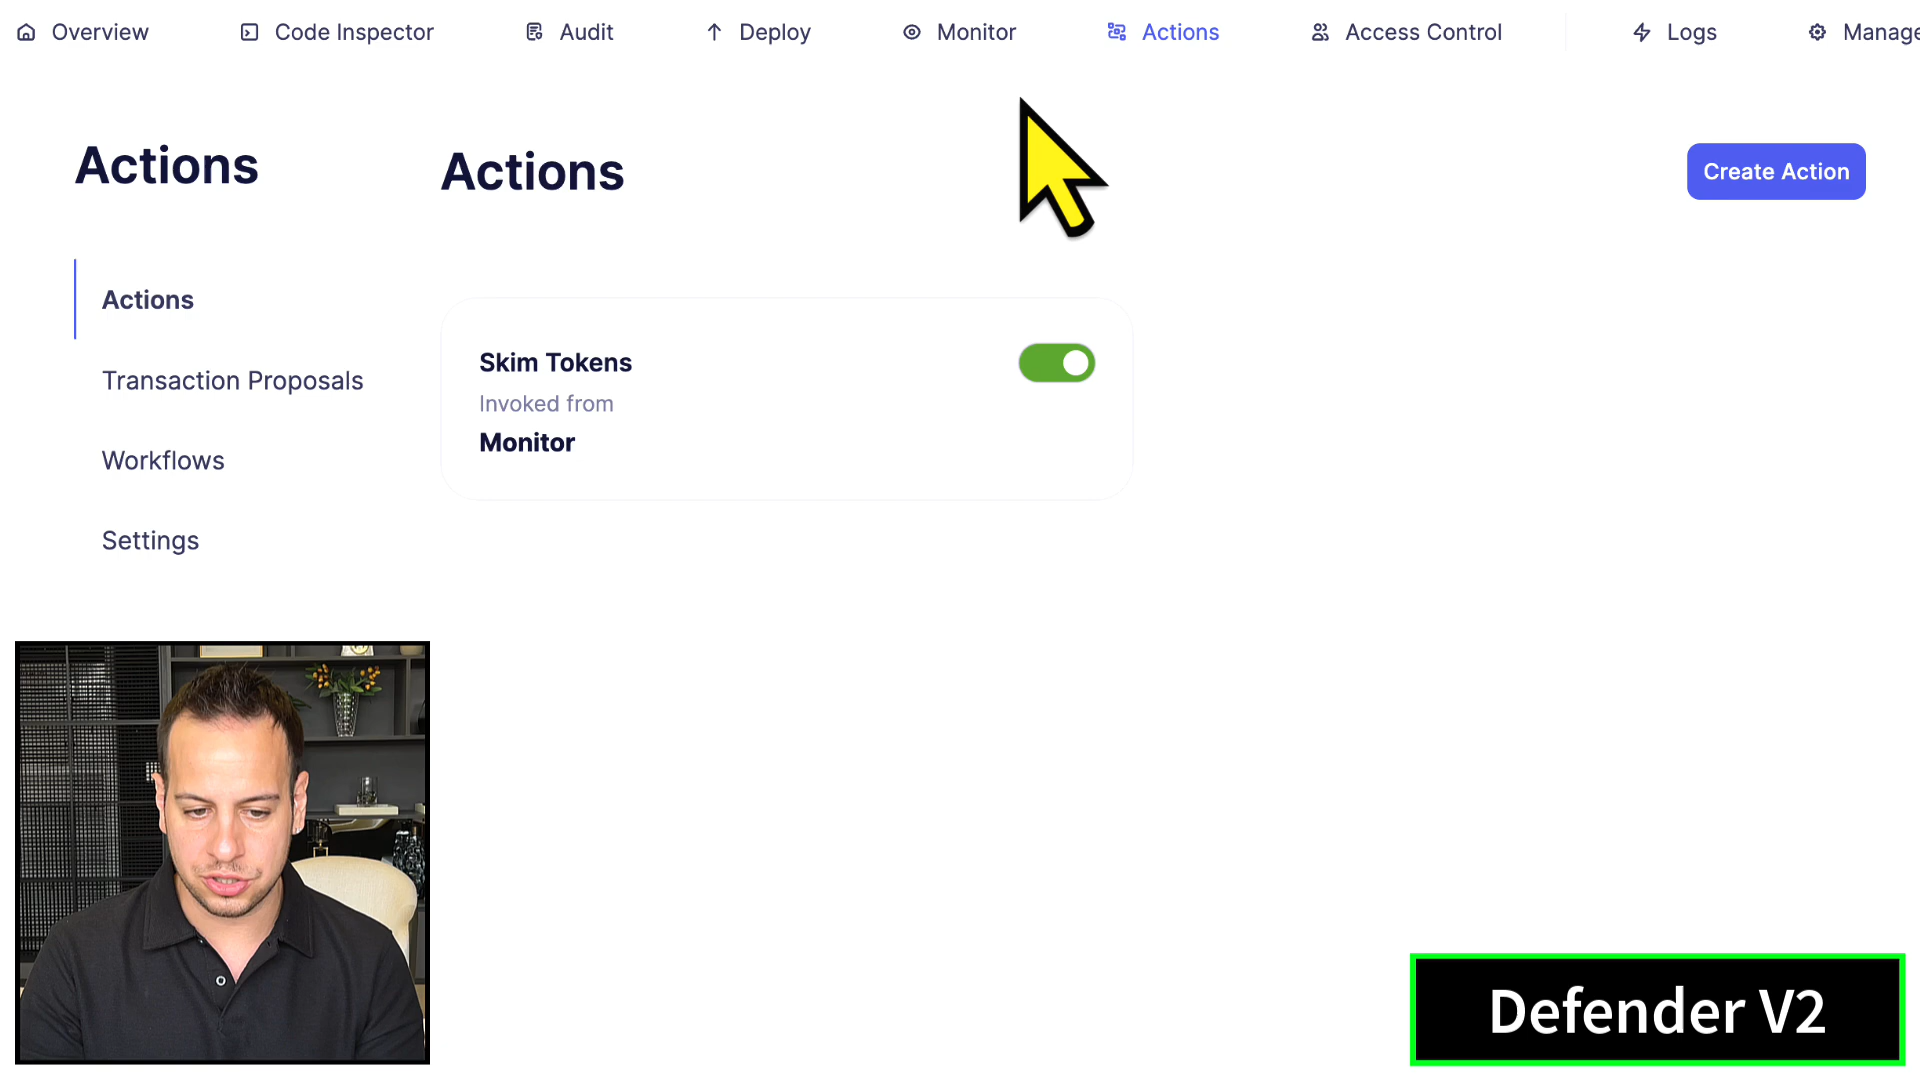 Overview Code Inspector Audit Deploy Monitor Actions Access Control Logs Manage
Actions
Actions
Transaction Proposals
Workflows
Settings
Actions
Create Action
Skim Tokens
Invoked from
Monitor
Defender V2